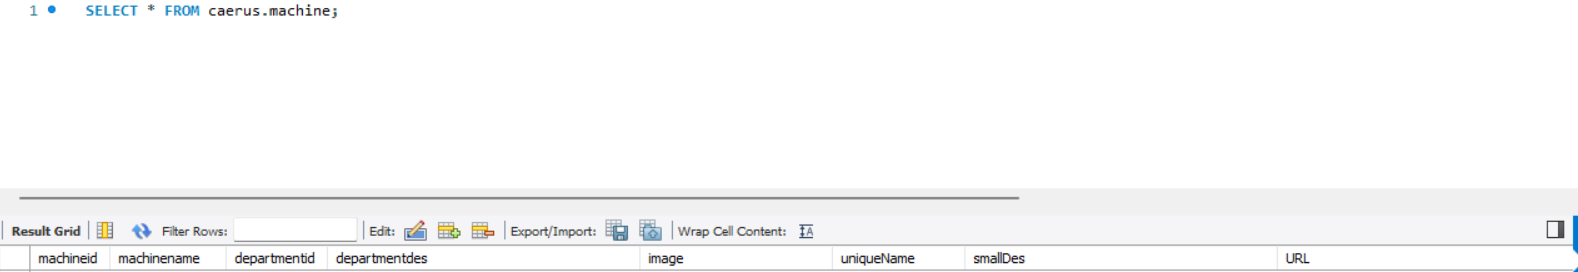 1 SELECT * FROM caerus.machine;
Result Grid Filter Rows: Edit: Export/Import: Wrap Cell Content: IA
machineid machinename departmentid departmentdes image uniqueName smallDes URL